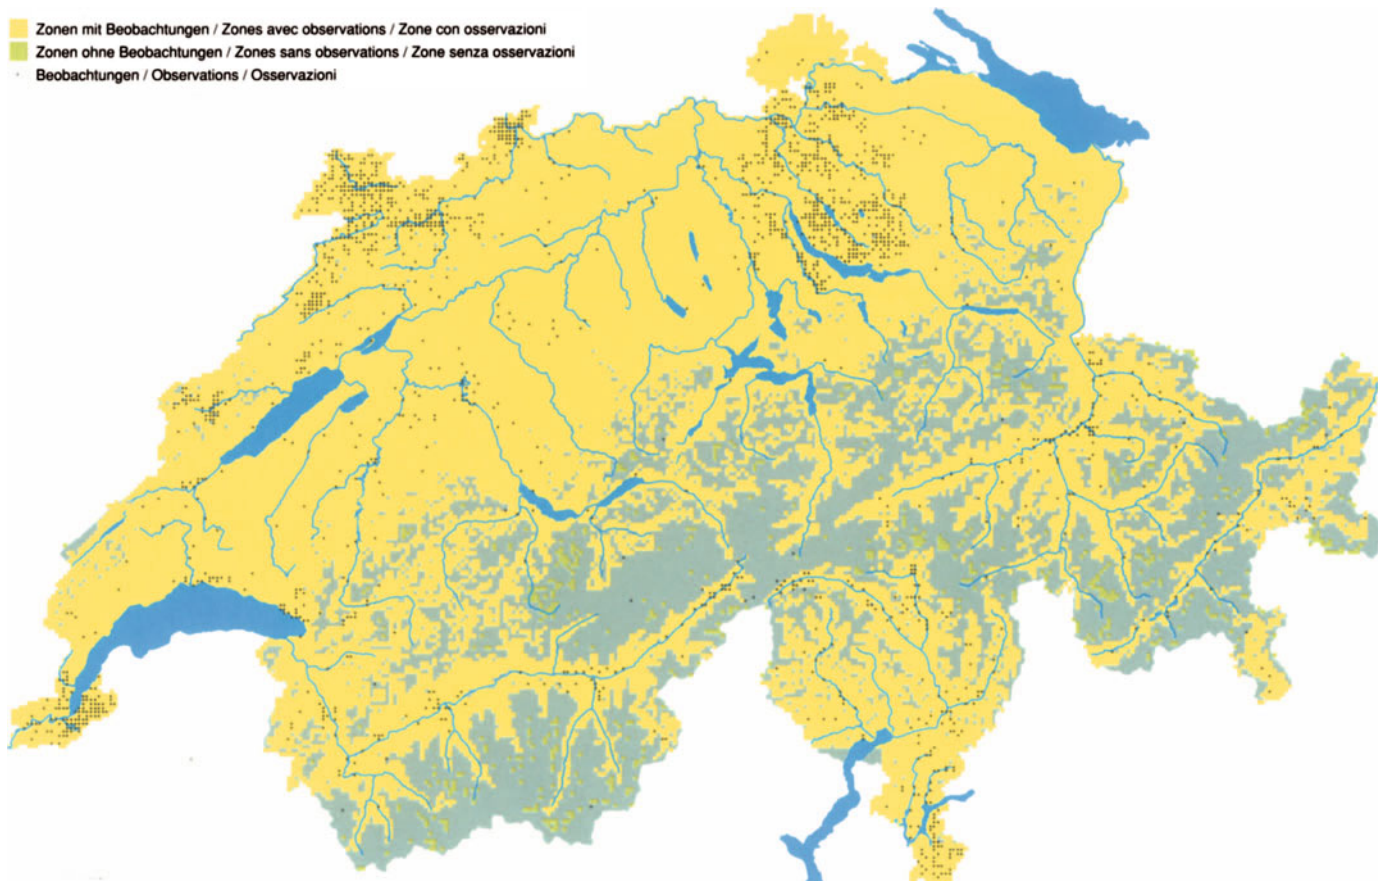 Zonen mit Beobachtungen / Zones avec observations / Zone con osservazioni
Zonen ohne Beobachtungen / Zones sans observations / Zone senza osservazioni
Beobachtungen / Observations / Osservazioni